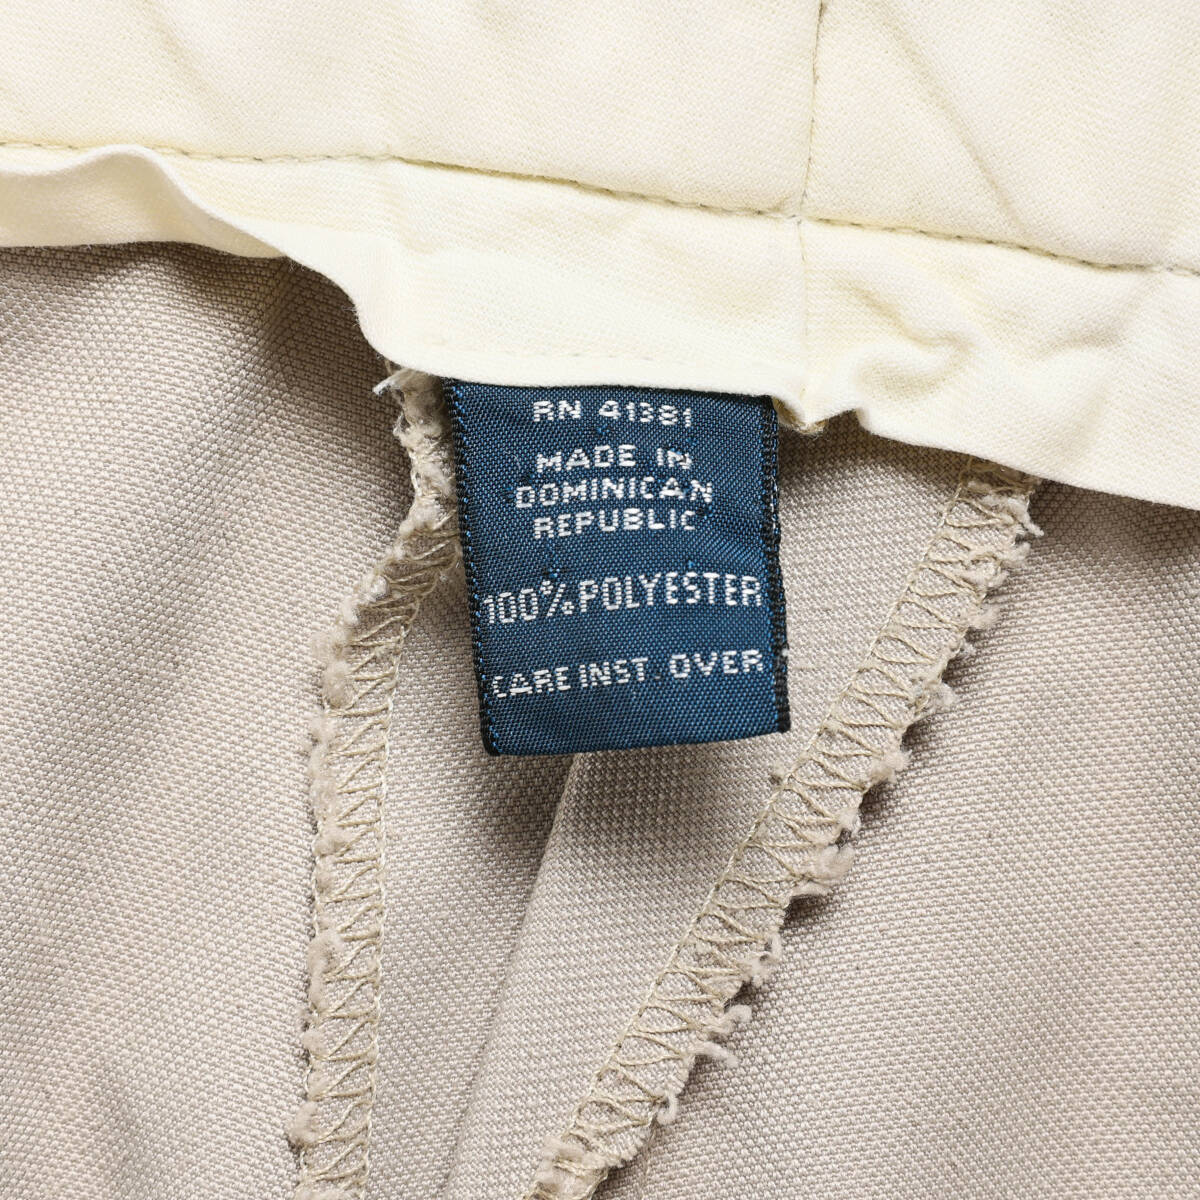 RN 41381
MADE IN
DOMINICAN
REPUBLIC
100% POLYESTER
CARE INST. OVER